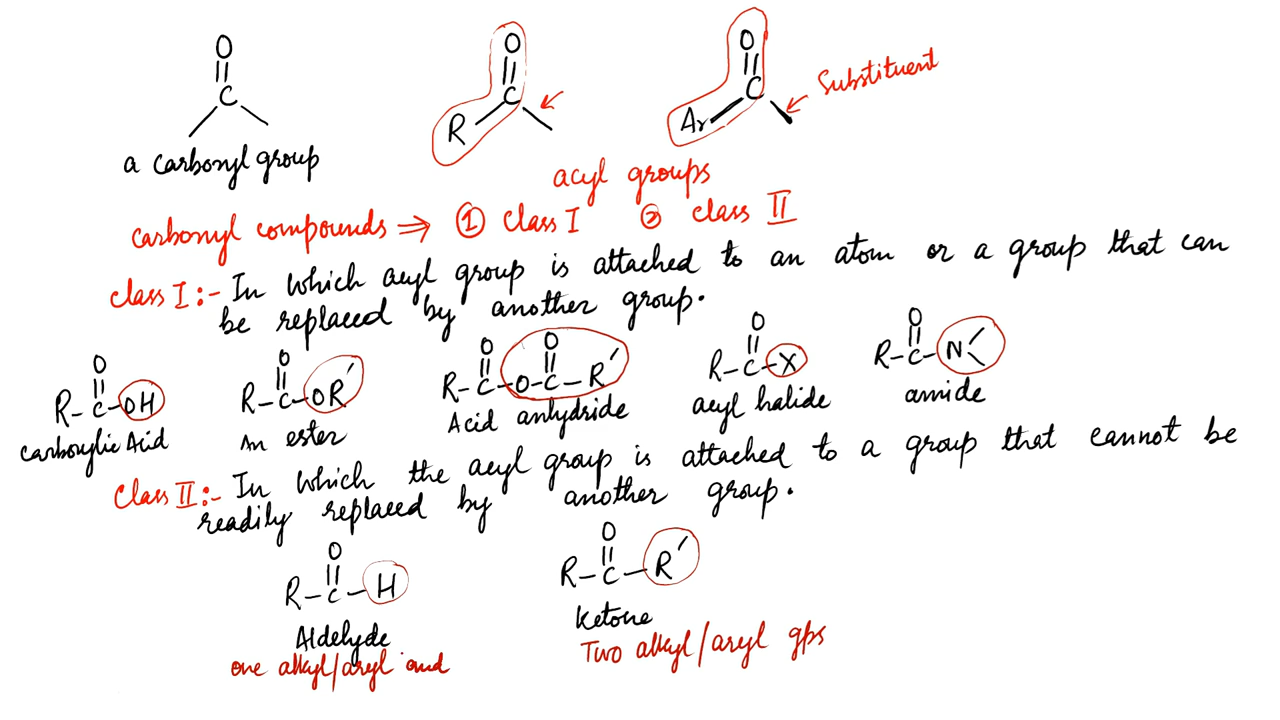 O O O
|| || ||
C C C Substituent
R Ar
a carbonyl group
acyl groups
carbonyl compounds ⇒ ① class I ② class II
class I :- In which acyl group is attached to an atom or a group that can
be replaced by another group.
O O O O O O
|| || || || || ||
R-C-OH R-C-OR′ R-C-O-C-R′ R-C-X R-C-N<
carboxylic Acid An ester Acid anhydride acyl halide amide
Class II :- In which the acyl group is attached to a group that cannot be
readily replaced by another group.
O O
|| ||
R-C-H R-C-R′
Aldehyde Ketone
one alkyl/aryl and Two alkyl/aryl gps